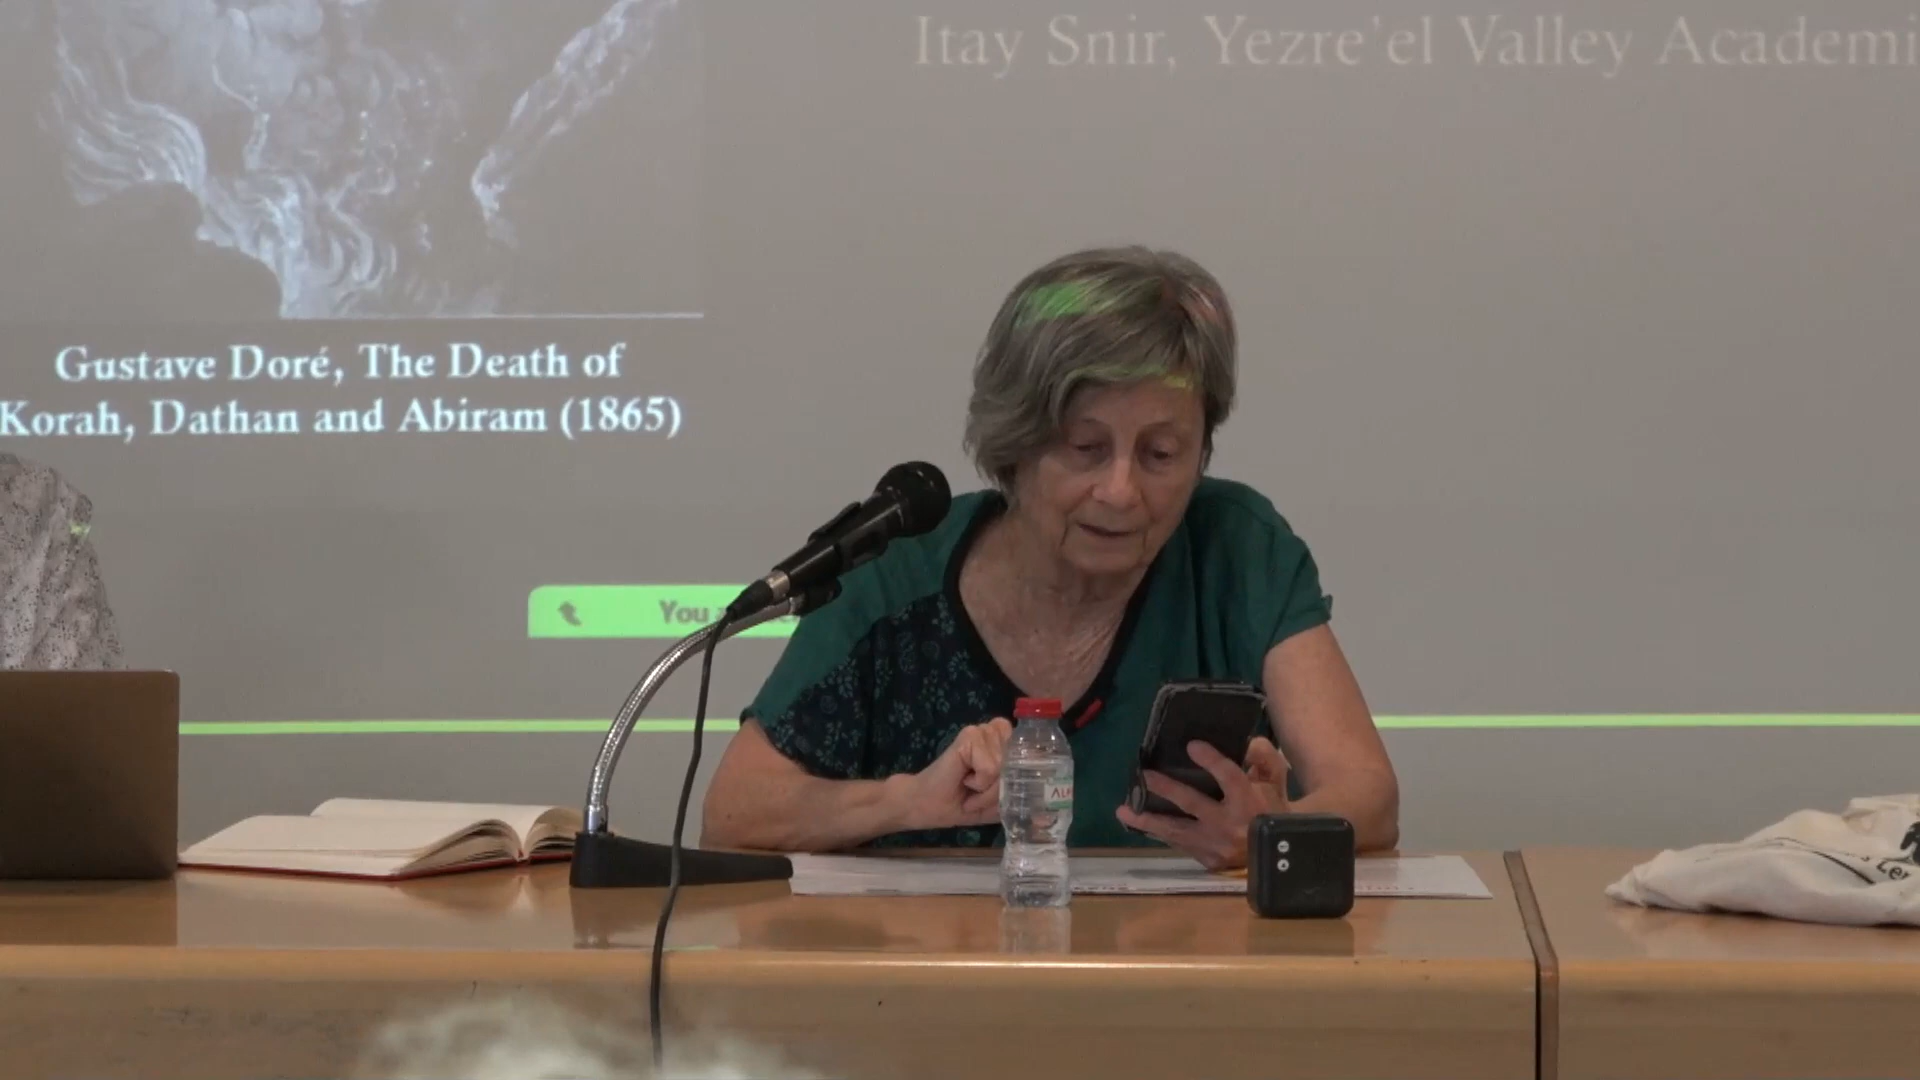 Itay Snir, Yezre'el Valley Academi
Gustave Doré, The Death of
Korah, Dathan and Abiram (1865)
You